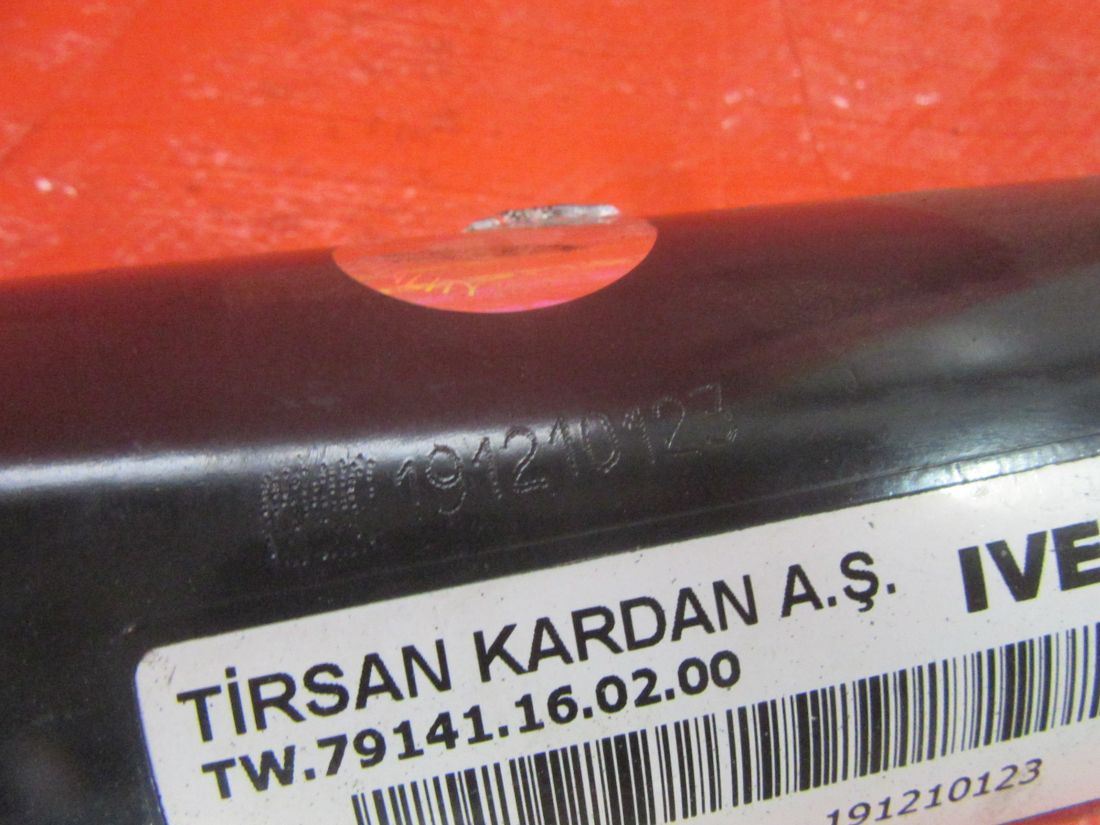 191210123
TİRSAN KARDAN A.Ş.
IVE
TW.79141.16.02.00
191210123